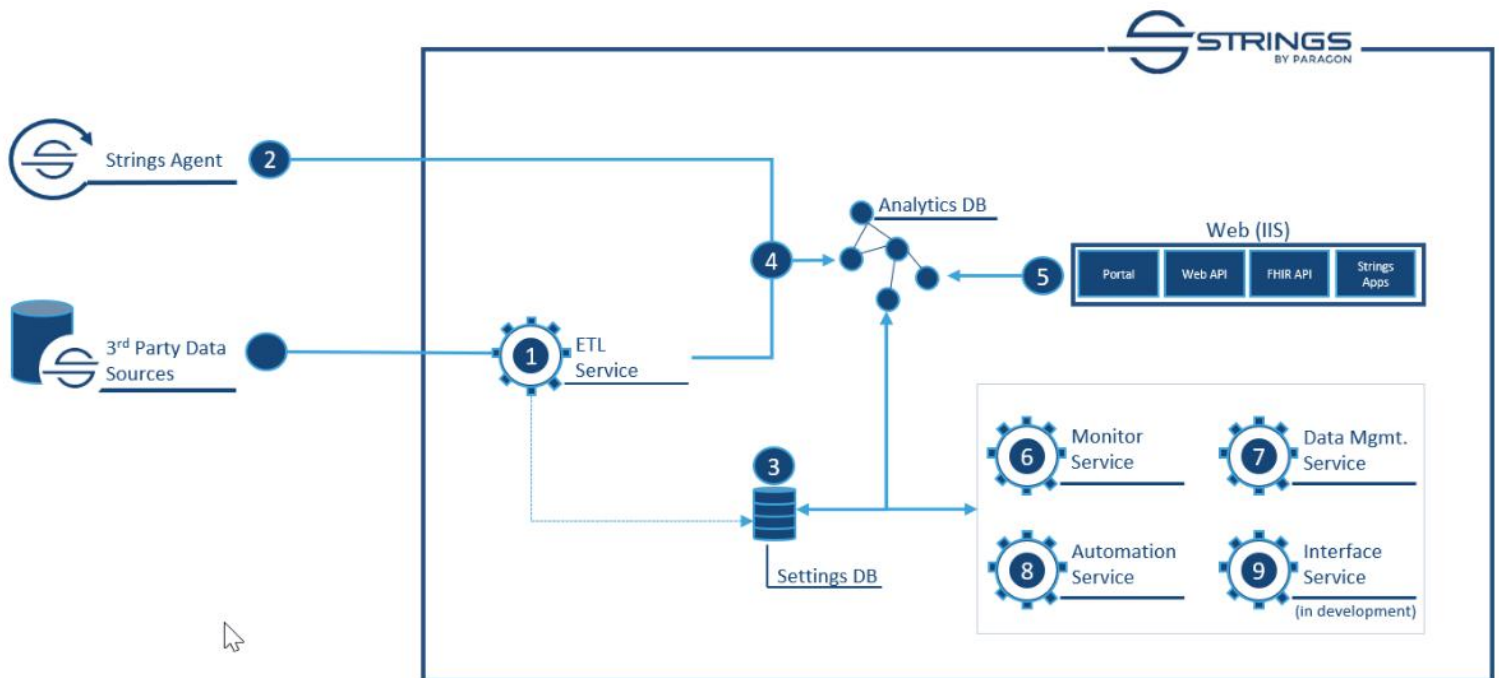 STRINGS
BY PARAGON
Strings Agent
2
Analytics DB
Web (IIS)
4
5
Portal
Web API
FHIR API
Strings
Apps
3rd Party Data
Sources
1
ETL
Service
3
Settings DB
6
Monitor
Service
7
Data Mgmt.
Service
8
Automation
Service
9
Interface
Service
(in development)